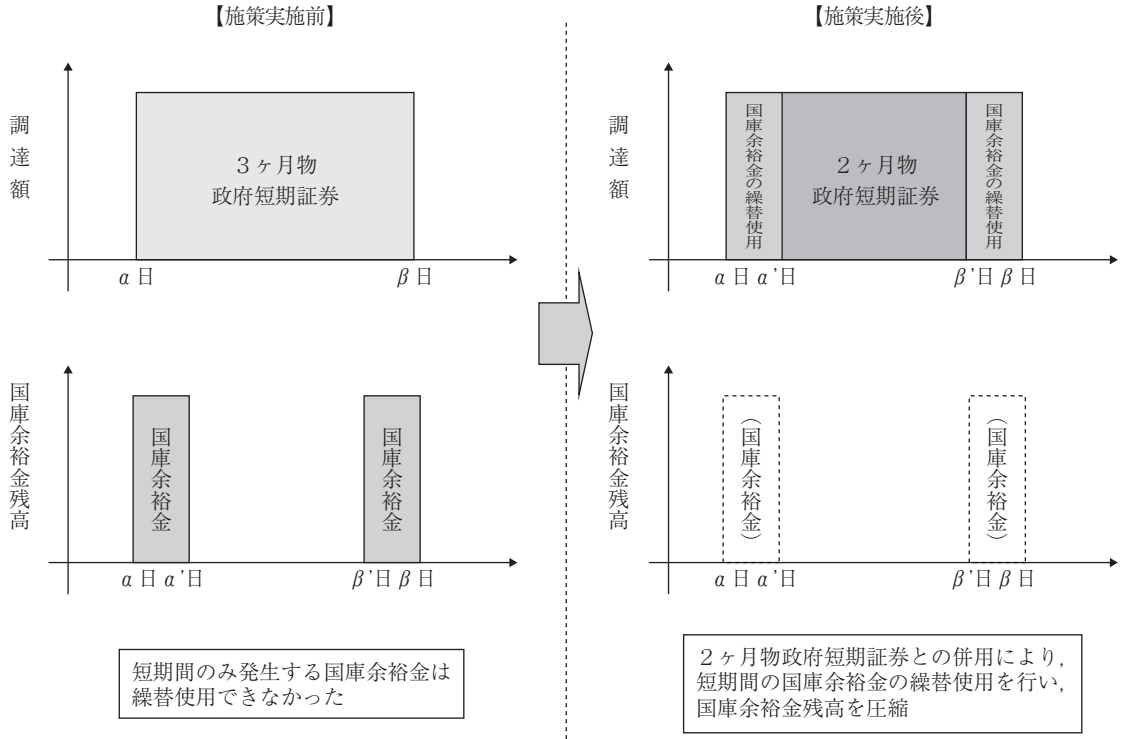 【施策実施前】
調達額
3ヶ月物
政府短期証券
α日
β日
国庫余裕金残高
国庫余裕金
国庫余裕金
α日 α'日
β'日 β日
短期間のみ発生する国庫余裕金は
繰替使用できなかった
【施策実施後】
調達額
国庫余裕金の繰替使用
2ヶ月物
政府短期証券
国庫余裕金の繰替使用
α日 α'日
β'日 β日
国庫余裕金残高
(国庫余裕金)
(国庫余裕金)
α日 α'日
β'日 β日
2ヶ月物政府短期証券との併用により,
短期間の国庫余裕金の繰替使用を行い,
国庫余裕金残高を圧縮